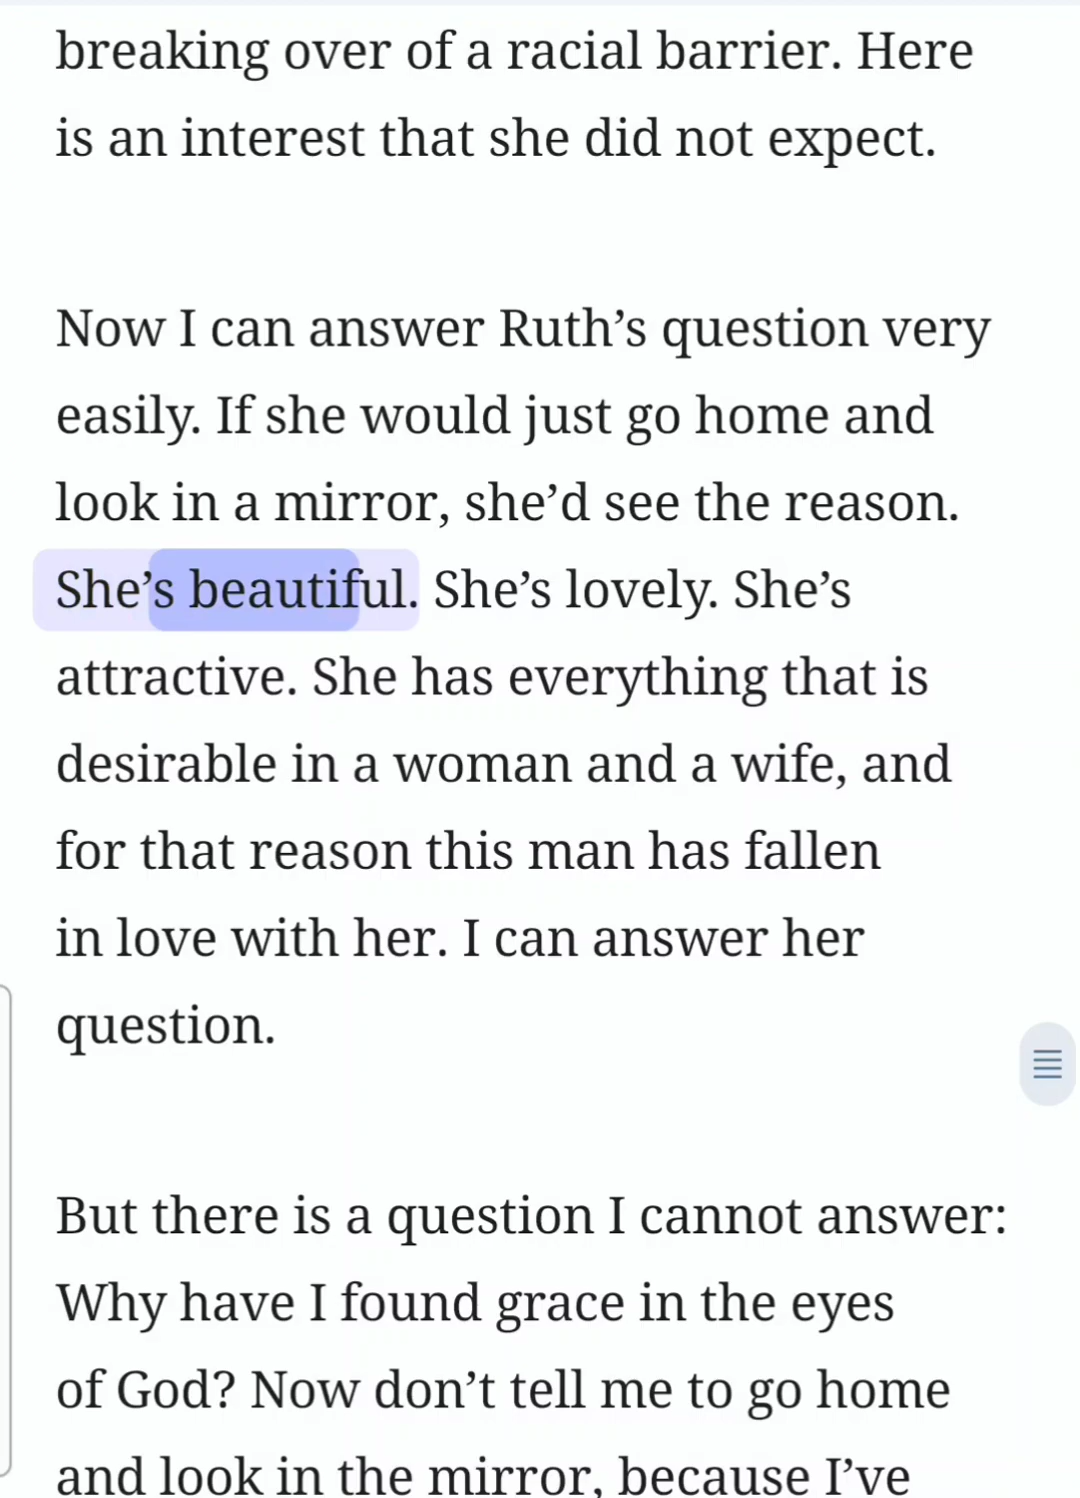 breaking over of a racial barrier. Here
is an interest that she did not expect.
Now I can answer Ruth’s question very
easily. If she would just go home and
look in a mirror, she’d see the reason.
She’s beautiful. She’s lovely. She’s
attractive. She has everything that is
desirable in a woman and a wife, and
for that reason this man has fallen
in love with her. I can answer her
question.
But there is a question I cannot answer:
Why have I found grace in the eyes
of God? Now don’t tell me to go home
and look in the mirror, because I’ve